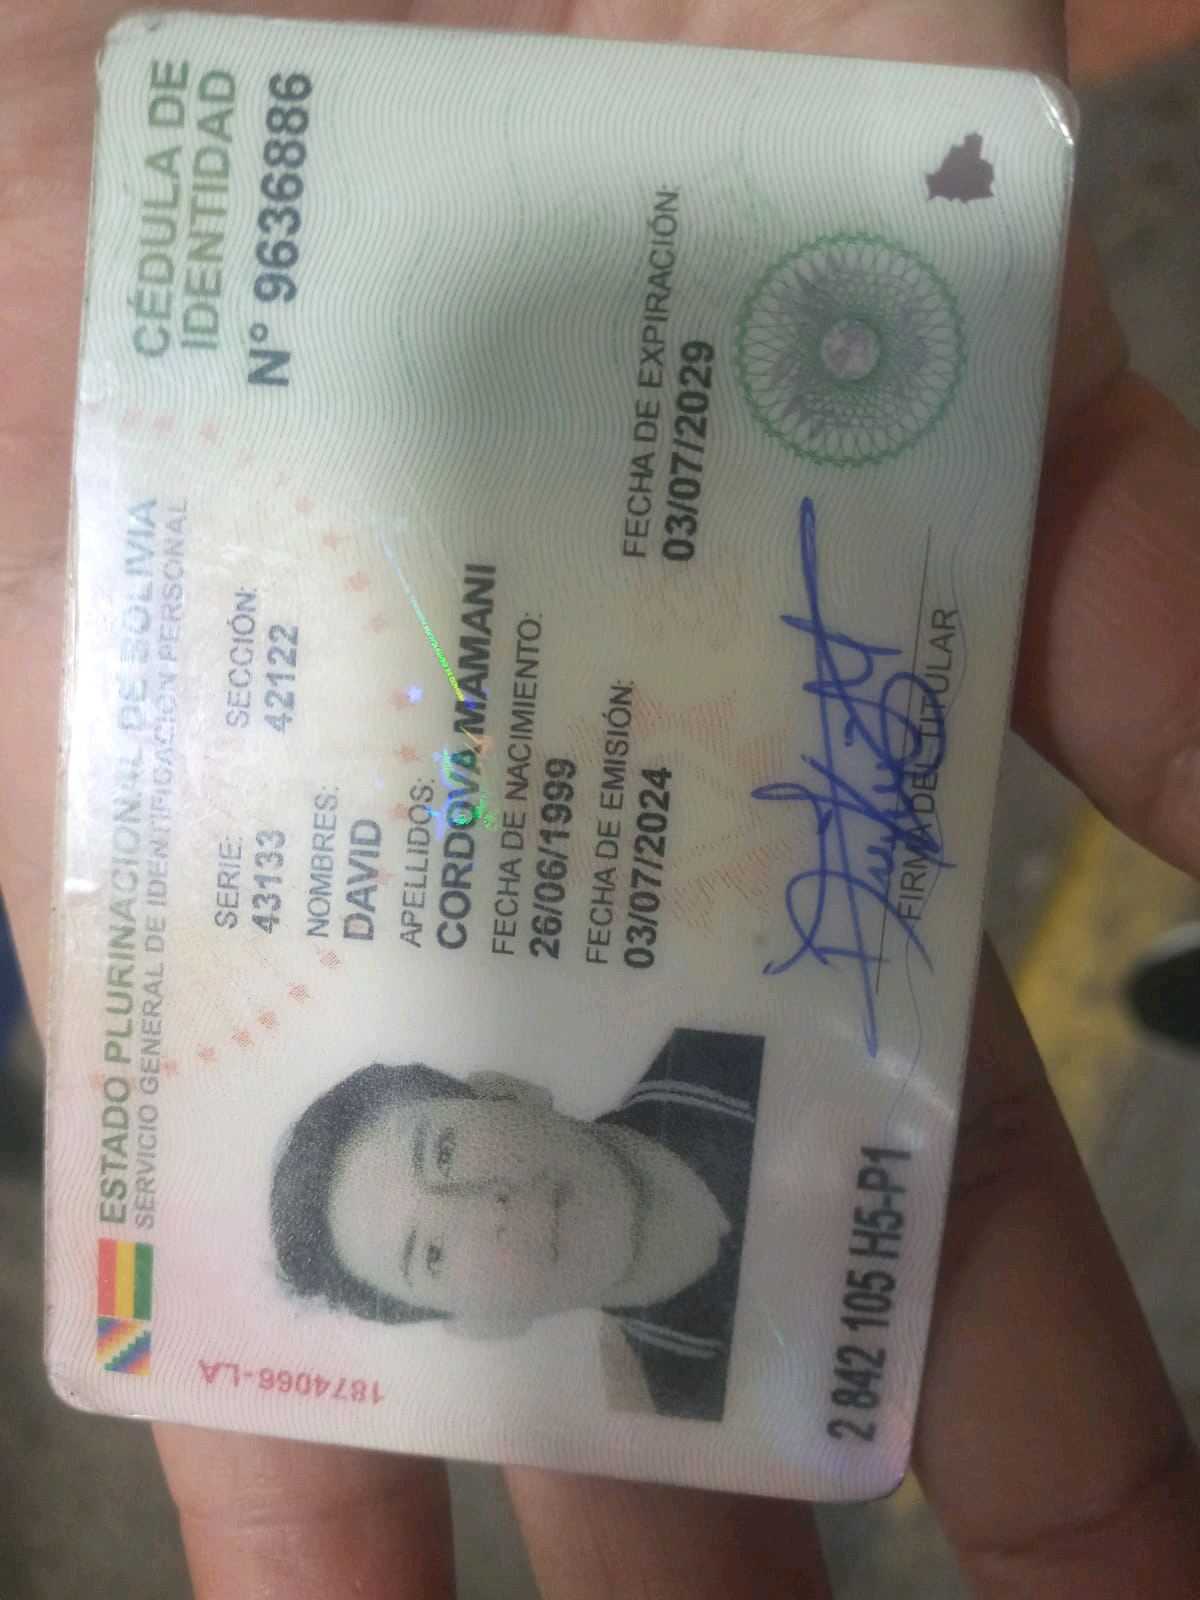 ESTADO PLURINACIONAL DE BOLIVIA
SERVICIO GENERAL DE IDENTIFICACIÓN PERSONAL
CÉDULA DE
IDENTIDAD
N° 9636886
SERIE: SECCIÓN:
43133 42122
NOMBRES:
DAVID
APELLIDOS:
CORDOVA MAMANI
FECHA DE NACIMIENTO:
26/06/1999
FECHA DE EMISIÓN: FECHA DE EXPIRACIÓN:
03/07/2024 03/07/2029
FIRMA DEL TITULAR
1874066-LA
2 842 105 H5-P1